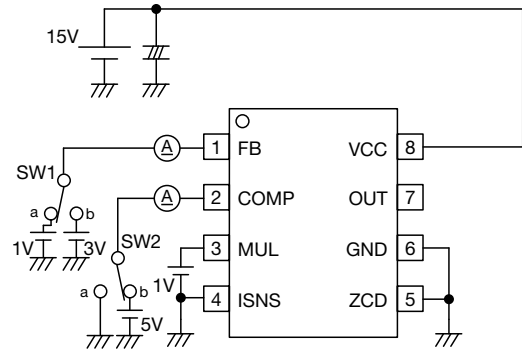 15V
A
1 FB
VCC 8
SW1
A
2 COMP
OUT 7
a b
1V 3V
SW2
3 MUL
GND 6
1V
a b
5V
4 ISNS
ZCD 5